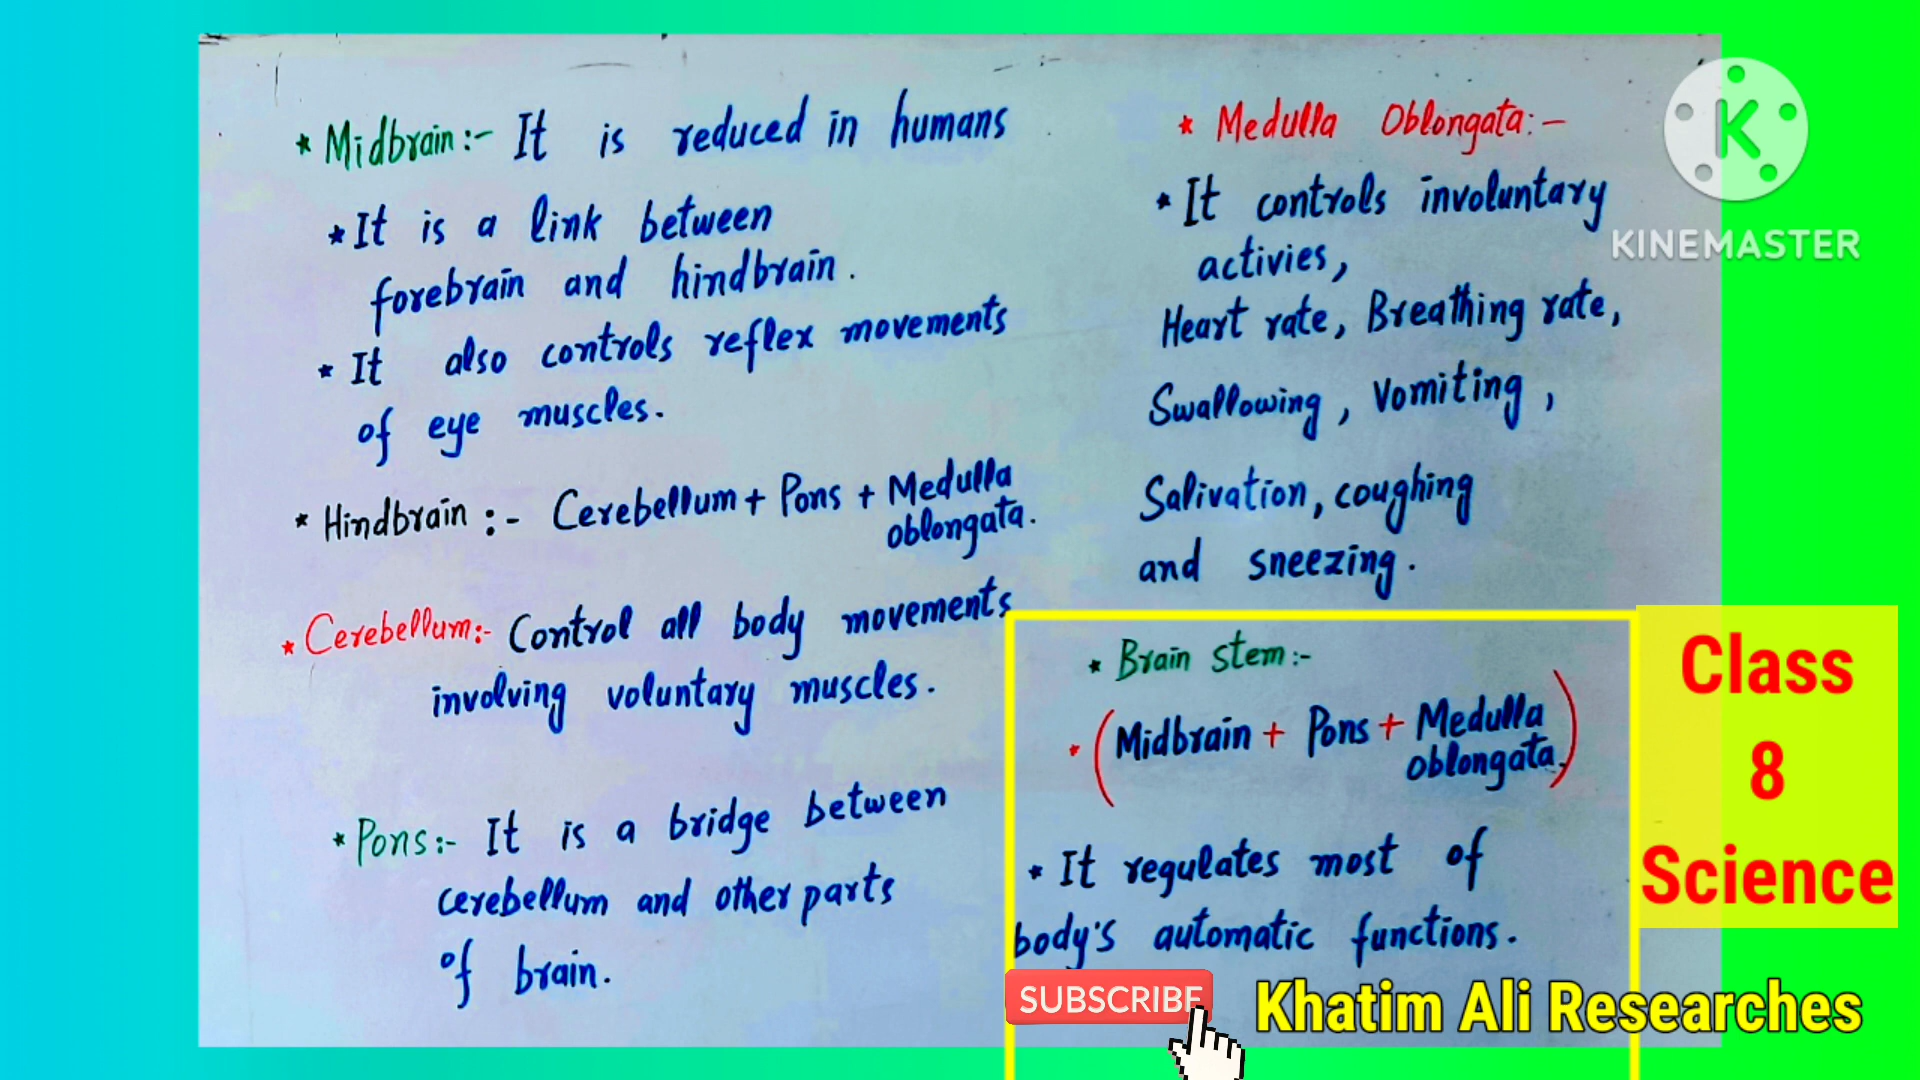 * Midbrain:- It is reduced in humans
* It is a link between
forebrain and hindbrain.
* It also controls reflex movements
of eye muscles.
* Hindbrain :- Cerebellum + Pons + Medulla
oblongata.
* Cerebellum:- Control all body movements
involving voluntary muscles.
* Pons:- It is a bridge between
cerebellum and other parts
of brain.
* Medulla Oblongata:-
* It controls involuntary
activies,
Heart rate, Breathing rate,
Swallowing, Vomiting,
Salivation, coughing
and sneezing.
* Brain stem:-
* (Midbrain + Pons + Medulla
oblongata.)
* It regulates most of
body's automatic functions.
K
KINEMASTER
Class
8
Science
SUBSCRIBE
Khatim Ali Researches